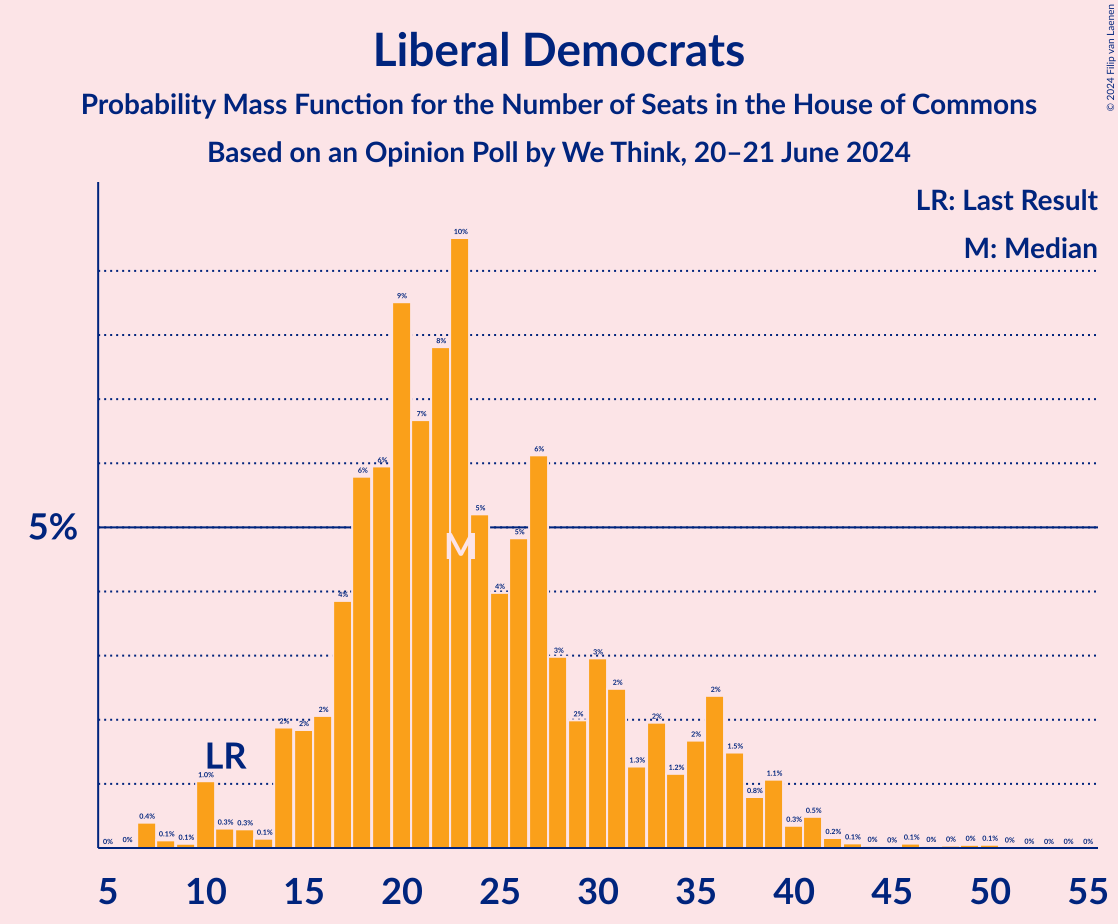 © 2024 Filip van Laenen
Liberal Democrats
Probability Mass Function for the Number of Seats in the House of Commons
Based on an Opinion Poll by We Think, 20–21 June 2024
LR: Last Result
M: Median
5%
0% 0% 0.4% 0.1% 0.1% 1.0% 0.3% 0.3% 0.1% 2% 2% 2% 4% 6% 6% 9% 7% 8% 10% 5% 4% 5% 6% 3% 2% 3% 2% 1.3% 2% 1.2% 2% 2% 1.5% 0.8% 1.1% 0.3% 0.5% 0.2% 0.1% 0% 0% 0.1% 0% 0% 0% 0.1% 0% 0% 0% 0% 0%
LR
M
5 10 15 20 25 30 35 40 45 50 55